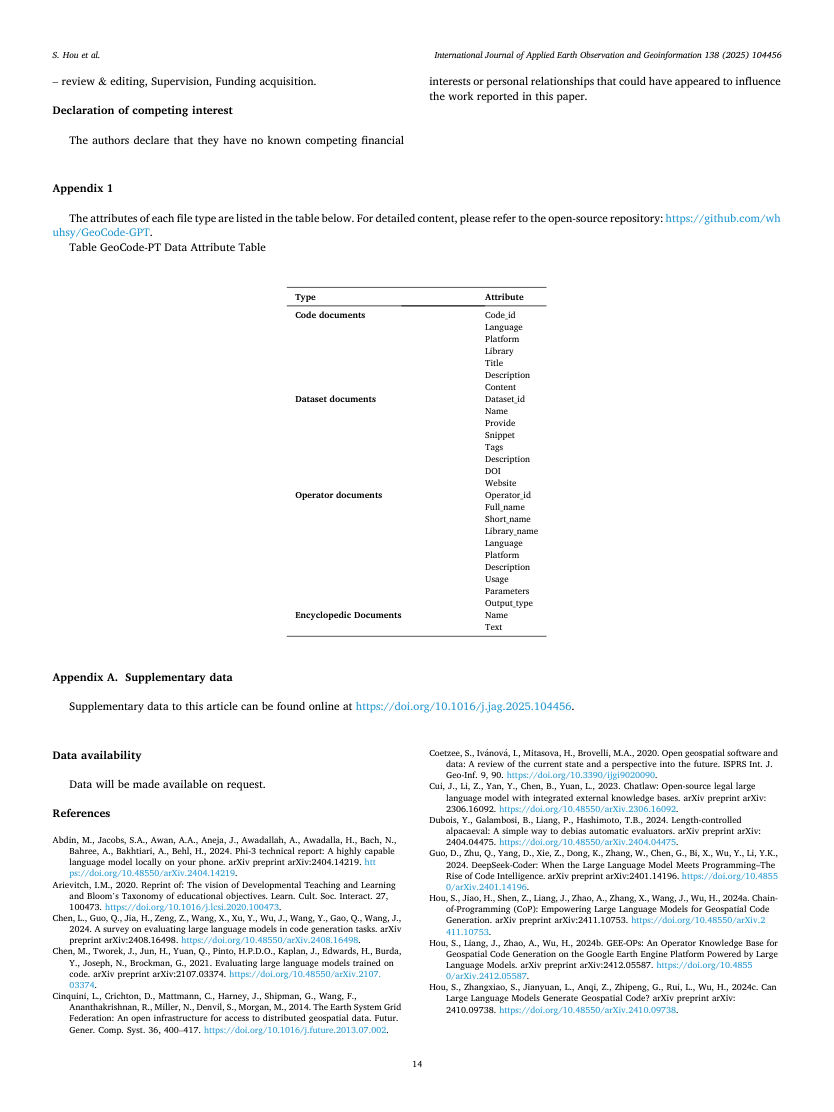 S. Hou et al.
International Journal of Applied Earth Observation and Geoinformation 138 (2025) 104456
– review & editing, Supervision, Funding acquisition.
Declaration of competing interest
The authors declare that they have no known competing financial
interests or personal relationships that could have appeared to influence
the work reported in this paper.
Appendix 1
The attributes of each file type are listed in the table below. For detailed content, please refer to the open-source repository: https://github.com/wh
uhsy/GeoCode-GPT.
Table GeoCode-PT Data Attribute Table
Type Attribute
Code documents Code_id
Language
Platform
Library
Title
Description
Content
Dataset documents Dataset_id
Name
Provide
Snippet
Tags
Description
DOI
Website
Operator documents Operator_id
Full_name
Short_name
Library_name
Language
Platform
Description
Usage
Parameters
Output_type
Encyclopedic Documents Name
Text
Appendix A. Supplementary data
Supplementary data to this article can be found online at https://doi.org/10.1016/j.jag.2025.104456.
Data availability
Data will be made available on request.
References
Abdin, M., Jacobs, S.A., Awan, A.A., Aneja, J., Awadallah, A., Awadalla, H., Bach, N.,
Bahree, A., Bakhtiari, A., Behl, H., 2024. Phi-3 technical report: A highly capable
language model locally on your phone. arXiv preprint arXiv:2404.14219. htt
ps://doi.org/10.48550/arXiv.2404.14219.
Arievitch, I.M., 2020. Reprint of: The vision of Developmental Teaching and Learning
and Bloom's Taxonomy of educational objectives. Learn. Cult. Soc. Interact. 27,
100473. https://doi.org/10.1016/j.lcsi.2020.100473.
Chen, L., Guo, Q., Jia, H., Zeng, Z., Wang, X., Xu, Y., Wu, J., Wang, Y., Gao, Q., Wang, J.,
2024. A survey on evaluating large language models in code generation tasks. arXiv
preprint arXiv:2408.16498. https://doi.org/10.48550/arXiv.2408.16498.
Chen, M., Tworek, J., Jun, H., Yuan, Q., Pinto, H.P.D.O., Kaplan, J., Edwards, H., Burda,
Y., Joseph, N., Brockman, G., 2021. Evaluating large language models trained on
code. arXiv preprint arXiv:2107.03374. https://doi.org/10.48550/arXiv.2107.
03374.
Cinquini, L., Crichton, D., Mattmann, C., Harney, J., Shipman, G., Wang, F.,
Ananthakrishnan, R., Miller, N., Denvil, S., Morgan, M., 2014. The Earth System Grid
Federation: An open infrastructure for access to distributed geospatial data. Futur.
Gener. Comp. Syst. 36, 400–417. https://doi.org/10.1016/j.future.2013.07.002.
Coetzee, S., Ivánová, I., Mitasova, H., Brovelli, M.A., 2020. Open geospatial software and
data: A review of the current state and a perspective into the future. ISPRS Int. J.
Geo-Inf. 9, 90. https://doi.org/10.3390/ijgi9020090.
Cui, J., Li, Z., Yan, Y., Chen, B., Yuan, L., 2023. Chatlaw: Open-source legal large
language model with integrated external knowledge bases. arXiv preprint arXiv:
2306.16092. https://doi.org/10.48550/arXiv.2306.16092.
Dubois, Y., Galambosi, B., Liang, P., Hashimoto, T.B., 2024. Length-controlled
alpacaeval: A simple way to debias automatic evaluators. arXiv preprint arXiv:
2404.04475. https://doi.org/10.48550/arXiv.2404.04475.
Guo, D., Zhu, Q., Yang, D., Xie, Z., Dong, K., Zhang, W., Chen, G., Bi, X., Wu, Y., Li, Y.K.,
2024. DeepSeek-Coder: When the Large Language Model Meets Programming–The
Rise of Code Intelligence. arXiv preprint arXiv:2401.14196. https://doi.org/10.4855
0/arXiv.2401.14196.
Hou, S., Jiao, H., Shen, Z., Liang, J., Zhao, A., Zhang, X., Wang, J., Wu, H., 2024a. Chain-
of-Programming (CoP): Empowering Large Language Models for Geospatial Code
Generation. arXiv preprint arXiv:2411.10753. https://doi.org/10.48550/arXiv.2
411.10753.
Hou, S., Liang, J., Zhao, A., Wu, H., 2024b. GEE-OPs: An Operator Knowledge Base for
Geospatial Code Generation on the Google Earth Engine Platform Powered by Large
Language Models. arXiv preprint arXiv:2412.05587. https://doi.org/10.4855
0/arXiv.2412.05587.
Hou, S., Zhangxiao, S., Jianyuan, L., Anqi, Z., Zhipeng, G., Rui, L., Wu, H., 2024c. Can
Large Language Models Generate Geospatial Code? arXiv preprint arXiv:
2410.09738. https://doi.org/10.48550/arXiv.2410.09738.
14